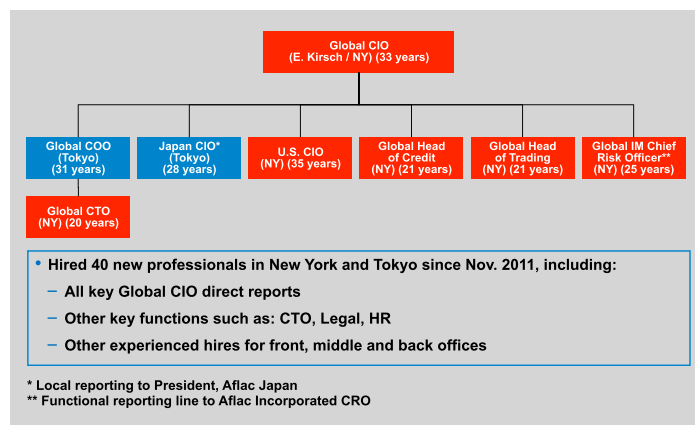 Global CIO
(E. Kirsch / NY) (33 years)
Global COO
(Tokyo)
(31 years)
Japan CIO*
(Tokyo)
(28 years)
U.S. CIO
(NY) (35 years)
Global Head
of Credit
(NY) (21 years)
Global Head
of Trading
(NY) (21 years)
Global IM Chief
Risk Officer**
(NY) (25 years)
Global CTO
(NY) (20 years)
• Hired 40 new professionals in New York and Tokyo since Nov. 2011, including:
– All key Global CIO direct reports
– Other key functions such as: CTO, Legal, HR
– Other experienced hires for front, middle and back offices
* Local reporting to President, Aflac Japan
** Functional reporting line to Aflac Incorporated CRO